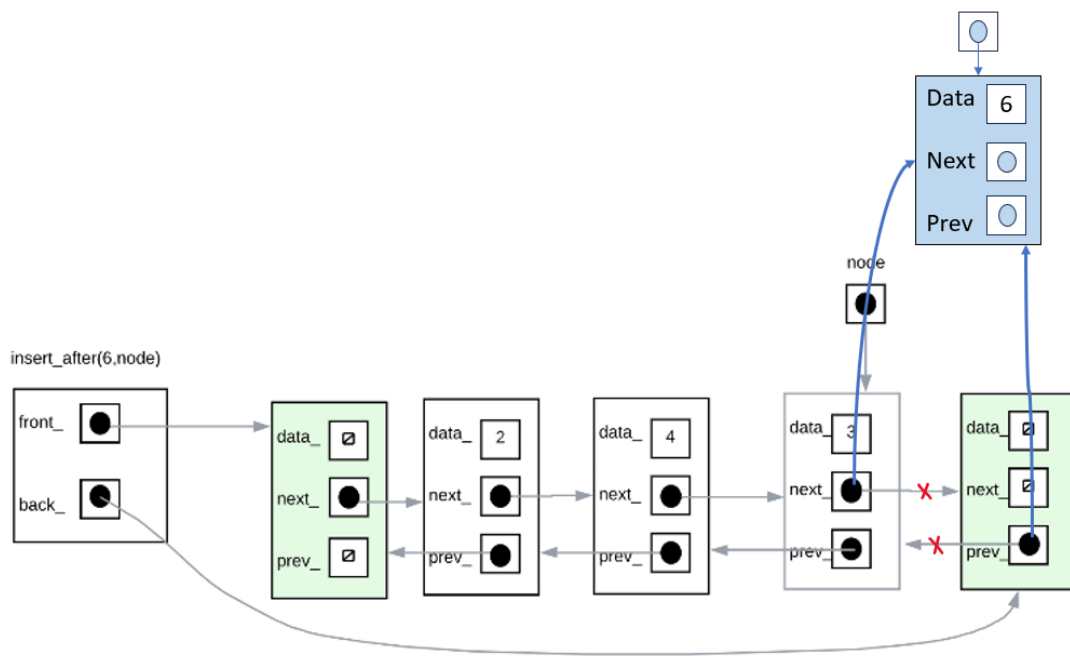 Data 6
Next
Prev
node
insert_after(6,node)
front_
back_
data_ Ø
next_
prev_ Ø
data_ 2
next_
prev_
data_ 4
next_
prev_
data_ 3
next_
prev_
data_ Ø
next_ Ø
prev_